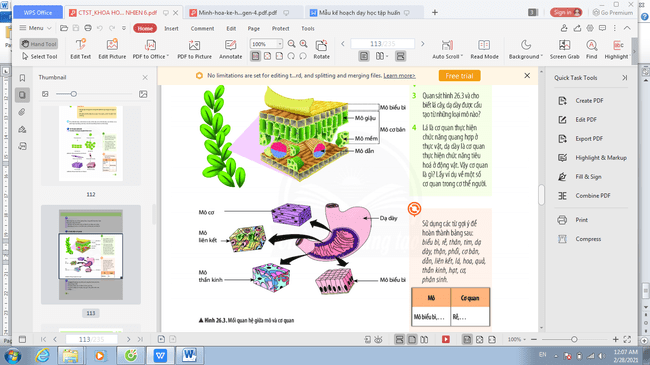 WPS Office
CTST_KHOA HO... NHIEN 6.pdf
Minh-hoa-ke-h...gen-4.pdf.pdf
Mẫu kế hoạch dạy học tập huấn
Sign in
Go Premium
Menu
Home
Insert
Comment
Edit
Page
Protect
Tools
Hand Tool
Select Tool
Edit Text
Edit Picture
PDF to Office
PDF to Picture
Annotate
100%
113/235
Rotate
Auto Scroll
Read Mode
Background
Screen Grab
Find
Highlight
Thumbnail
No limitations are set for editing t...rd, and splitting and merging files. Learn more›
Free trial
Quick Task Tools
Create PDF
Edit PDF
Export PDF
Highlight & Markup
Fill & Sign
Combine PDF
Print
Compress
112
113
Mô biểu bì
Mô giậu
Mô cơ bản
Mô mềm
Mô dẫn
3 Quan sát hình 26.3 và cho
biết lá cây, dạ dày được cấu
tạo từ những loại mô nào?
4 Lá là cơ quan thực hiện
chức năng quang hợp ở
thực vật, dạ dày là cơ quan
thực hiện chức năng tiêu
hoá ở động vật. Vậy cơ quan
là gì? Lấy ví dụ về một số
cơ quan trong cơ thể người.
Mô cơ
Mô
liên kết
Mô
thần kinh
Dạ dày
Mô biểu bì
▲ Hình 26.3. Mối quan hệ giữa mô và cơ quan
Sử dụng các từ gợi ý để
hoàn thành bảng sau:
biểu bì, rễ, thân, tim, dạ
dày, thận, phổi, cơ bản,
dẫn, liên kết, lá, hoa, quả,
thần kinh, hạt, cơ,
phân sinh.
Mô
Cơ quan
Mô biểu bì,...
Rễ,...
113/235
100%
EN
12:07 AM
2/28/2021